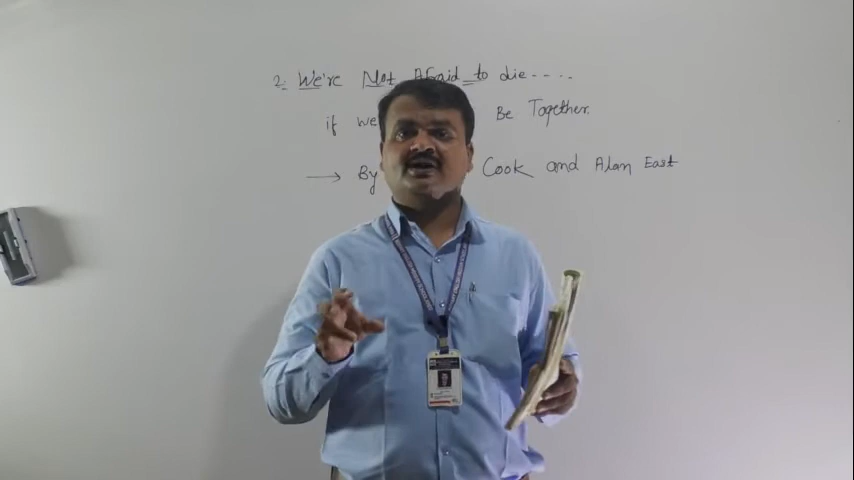 2: We're Not Afraid to die----
if we Be Together.
→ By Cook and Alan East